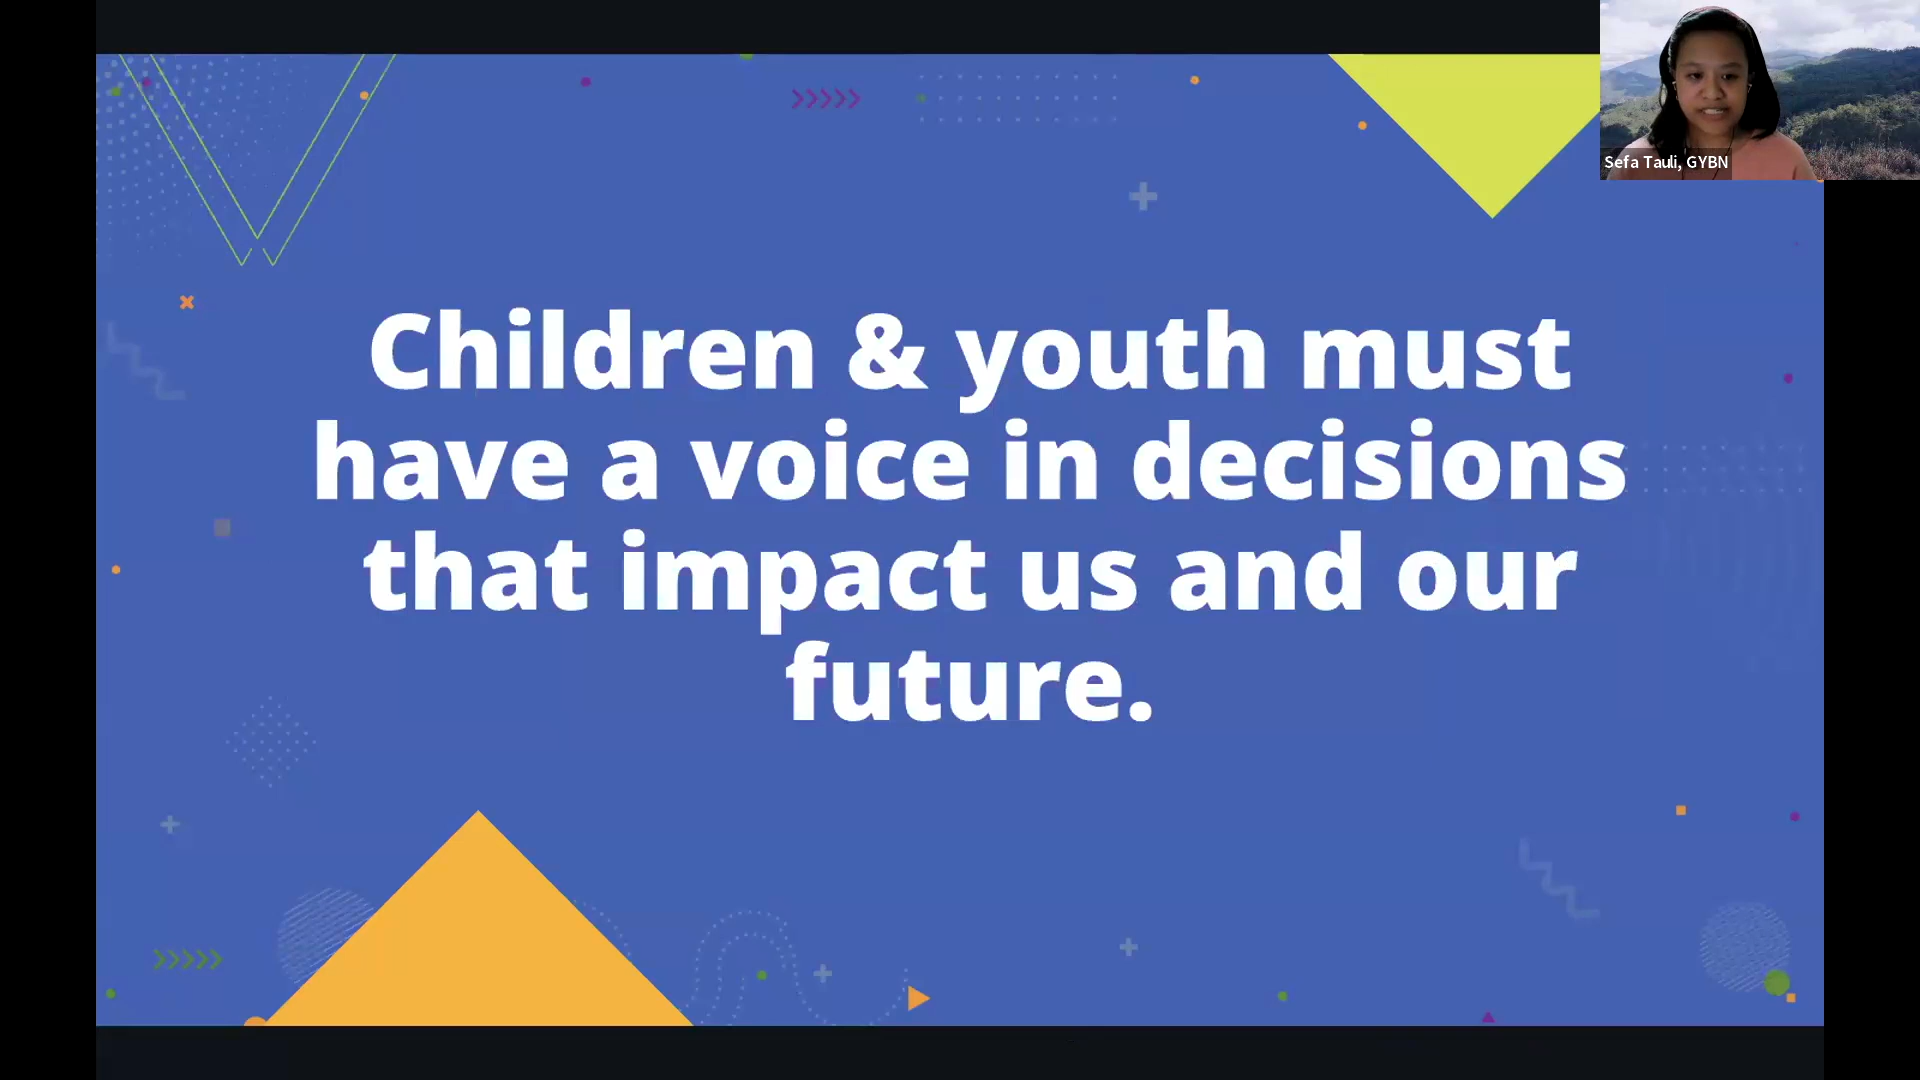 Children & youth must
have a voice in decisions
that impact us and our
future.
Sefa Tauli, GYBN